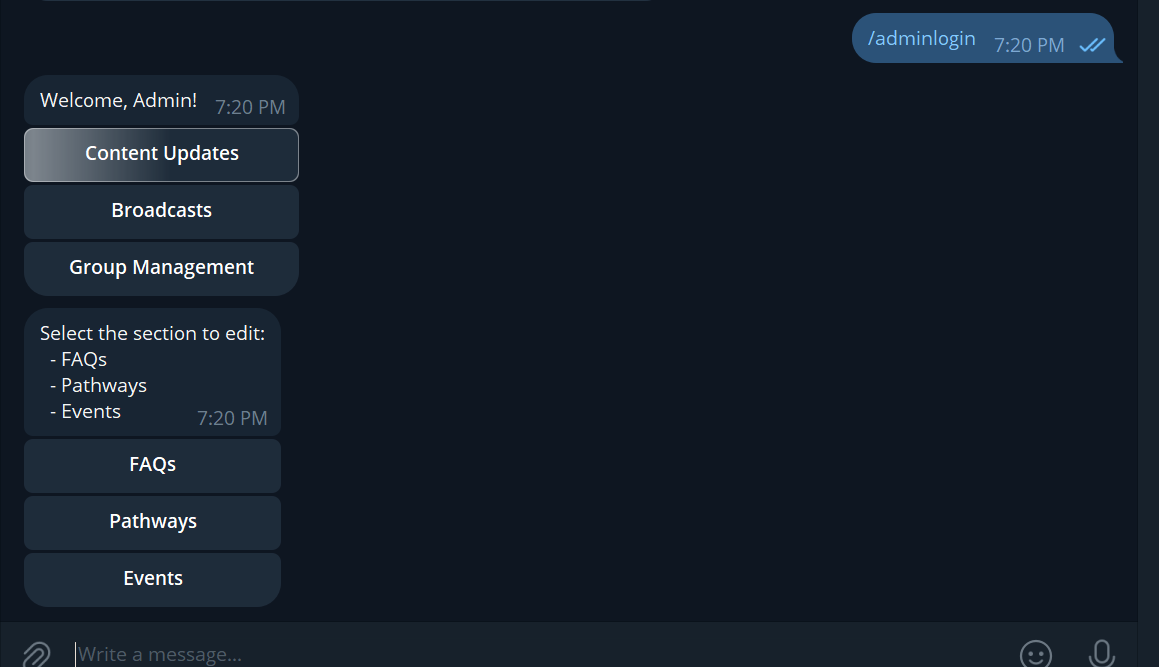 /adminlogin 7:20 PM
Welcome, Admin! 7:20 PM
Content Updates
Broadcasts
Group Management
Select the section to edit:
- FAQs
- Pathways
- Events 7:20 PM
FAQs
Pathways
Events
Write a message...